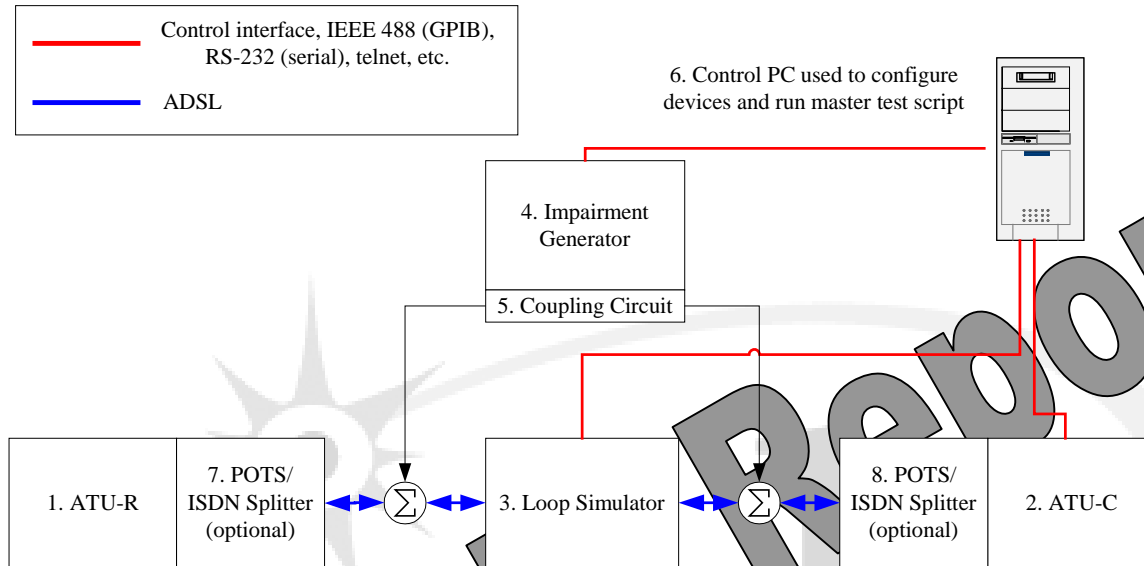 Control interface, IEEE 488 (GPIB),
RS-232 (serial), telnet, etc.
ADSL
6. Control PC used to configure
devices and run master test script
4. Impairment
Generator
5. Coupling Circuit
1. ATU-R
7. POTS/
ISDN Splitter
(optional)
Σ
3. Loop Simulator
Σ
8. POTS/
ISDN Splitter
(optional)
2. ATU-C